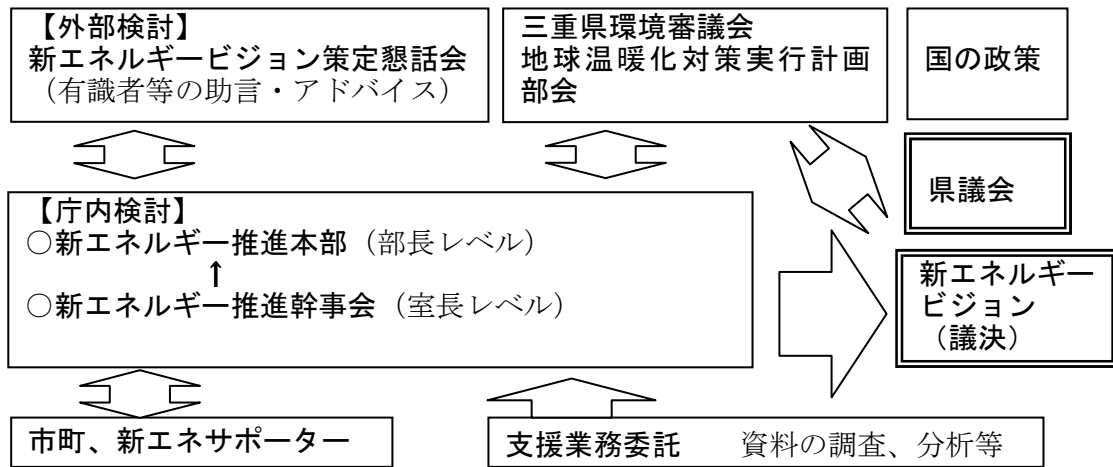 【外部検討】
新エネルギービジョン策定懇話会
（有識者等の助言・アドバイス）
三重県環境審議会
地球温暖化対策実行計画
部会
国の政策
県議会
【庁内検討】
○新エネルギー推進本部（部長レベル）
↑
○新エネルギー推進幹事会（室長レベル）
新エネルギー
ビジョン
（議決）
市町、新エネサポーター
支援業務委託　資料の調査、分析等